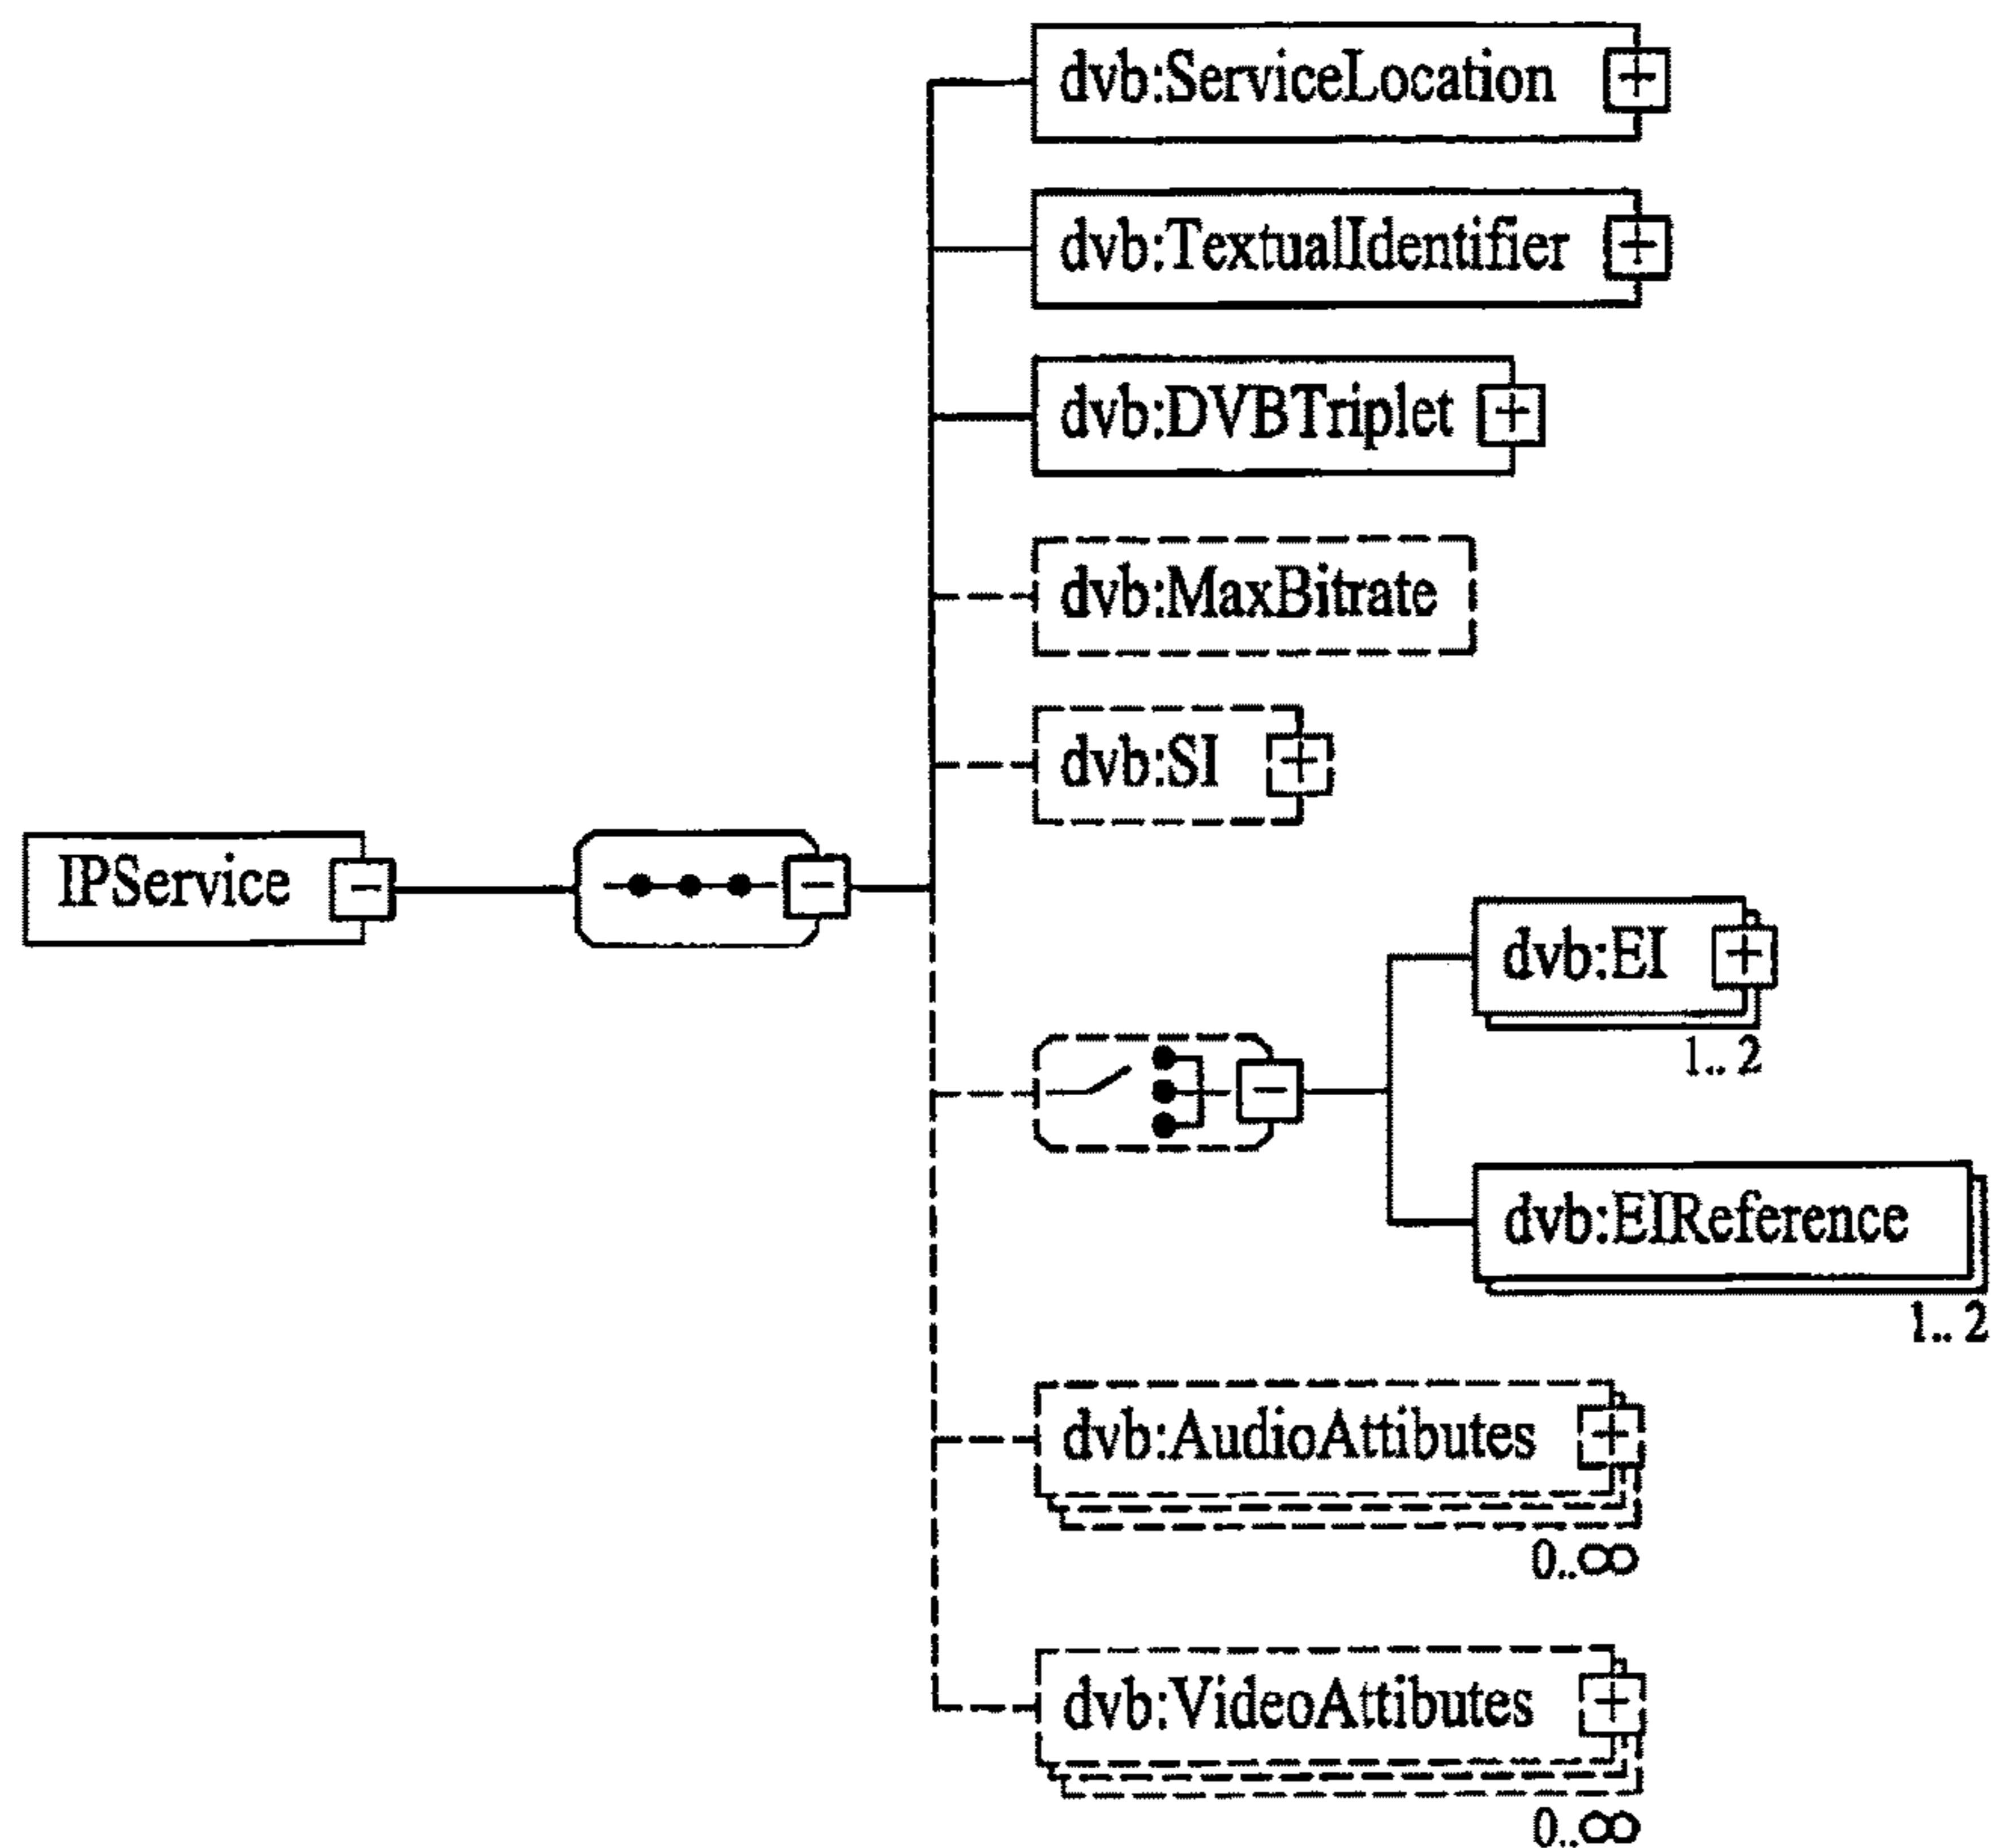 dvb:ServiceLocation
dvb:TextualIdentifier
dvb:DVBTriplet
dvb:MaxBitrate
dvb:SI
IPService
dvb:EI
1.. 2
dvb:EIReference
1.. 2
dvb:AudioAttibutes
0..∞
dvb:VideoAttibutes
0..∞